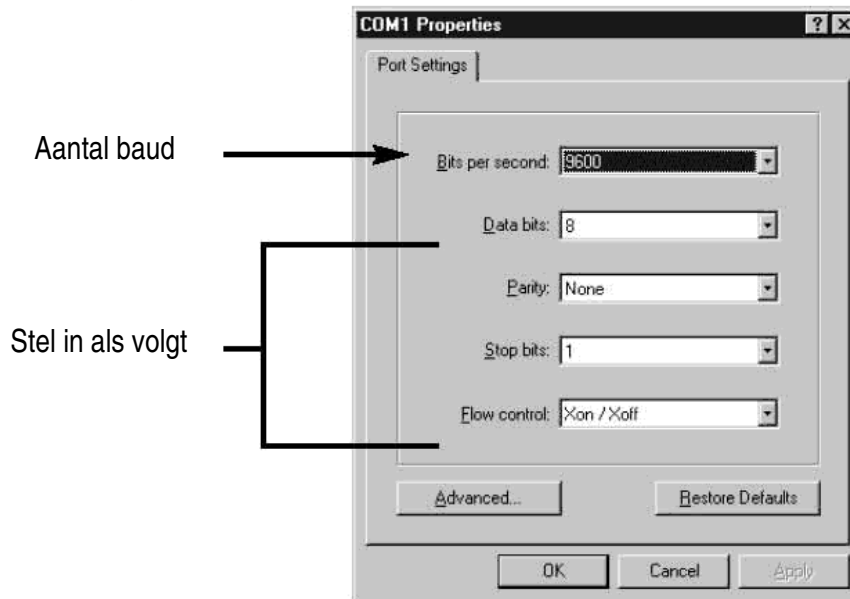 COM1 Properties
Port Settings
Aantal baud
Bits per second: 9600
Data bits: 8
Parity: None
Stel in als volgt
Stop bits: 1
Flow control: Xon / Xoff
Advanced...
Restore Defaults
OK
Cancel
Apply